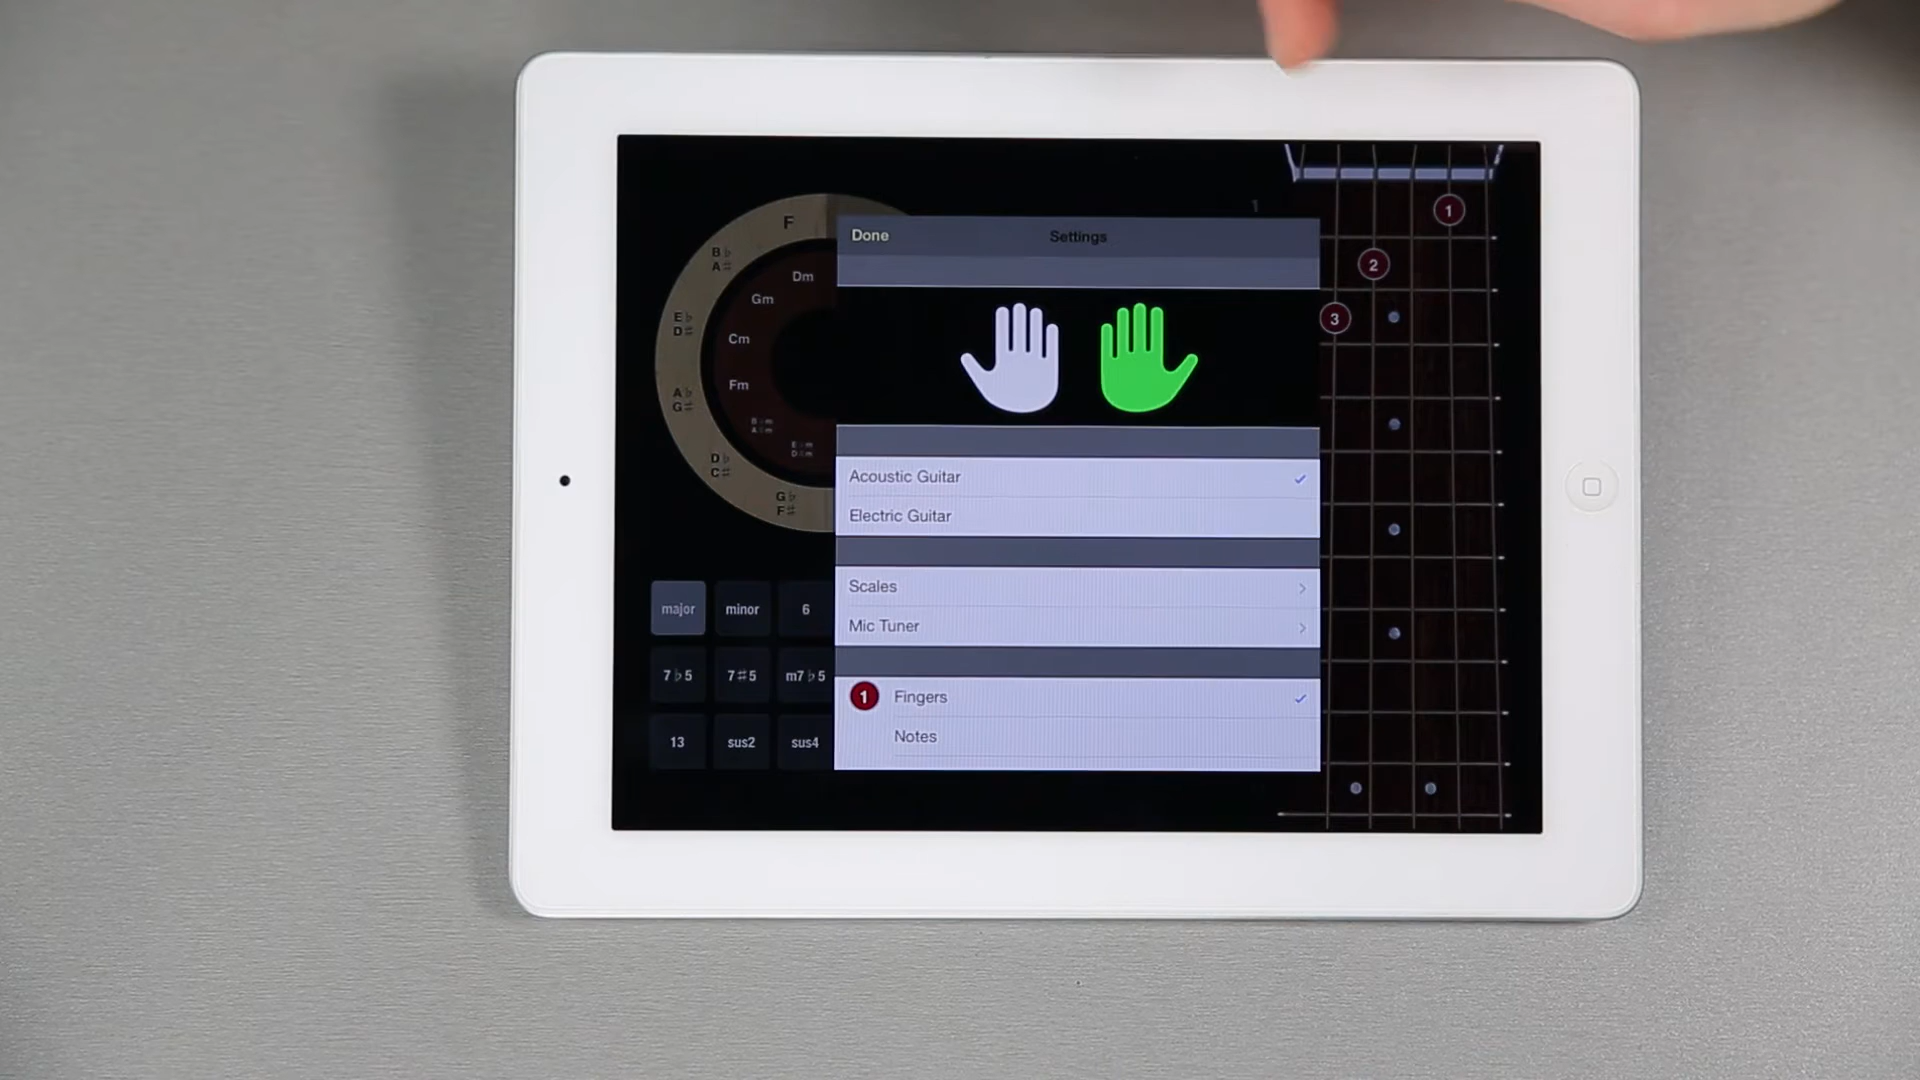 F
B♭
A♯
E♭
D♯
A♭
G♯
D♭
C♯
G♭
F♯
Dm
Gm
Cm
Fm
B♭m
A♯m
E♭m
D♯m
major minor 6
7♭5 7♯5 m7♭5
13 sus2 sus4
Done Settings
Acoustic Guitar
Electric Guitar
Scales
Mic Tuner
1 Fingers
Notes
1
1
2
3